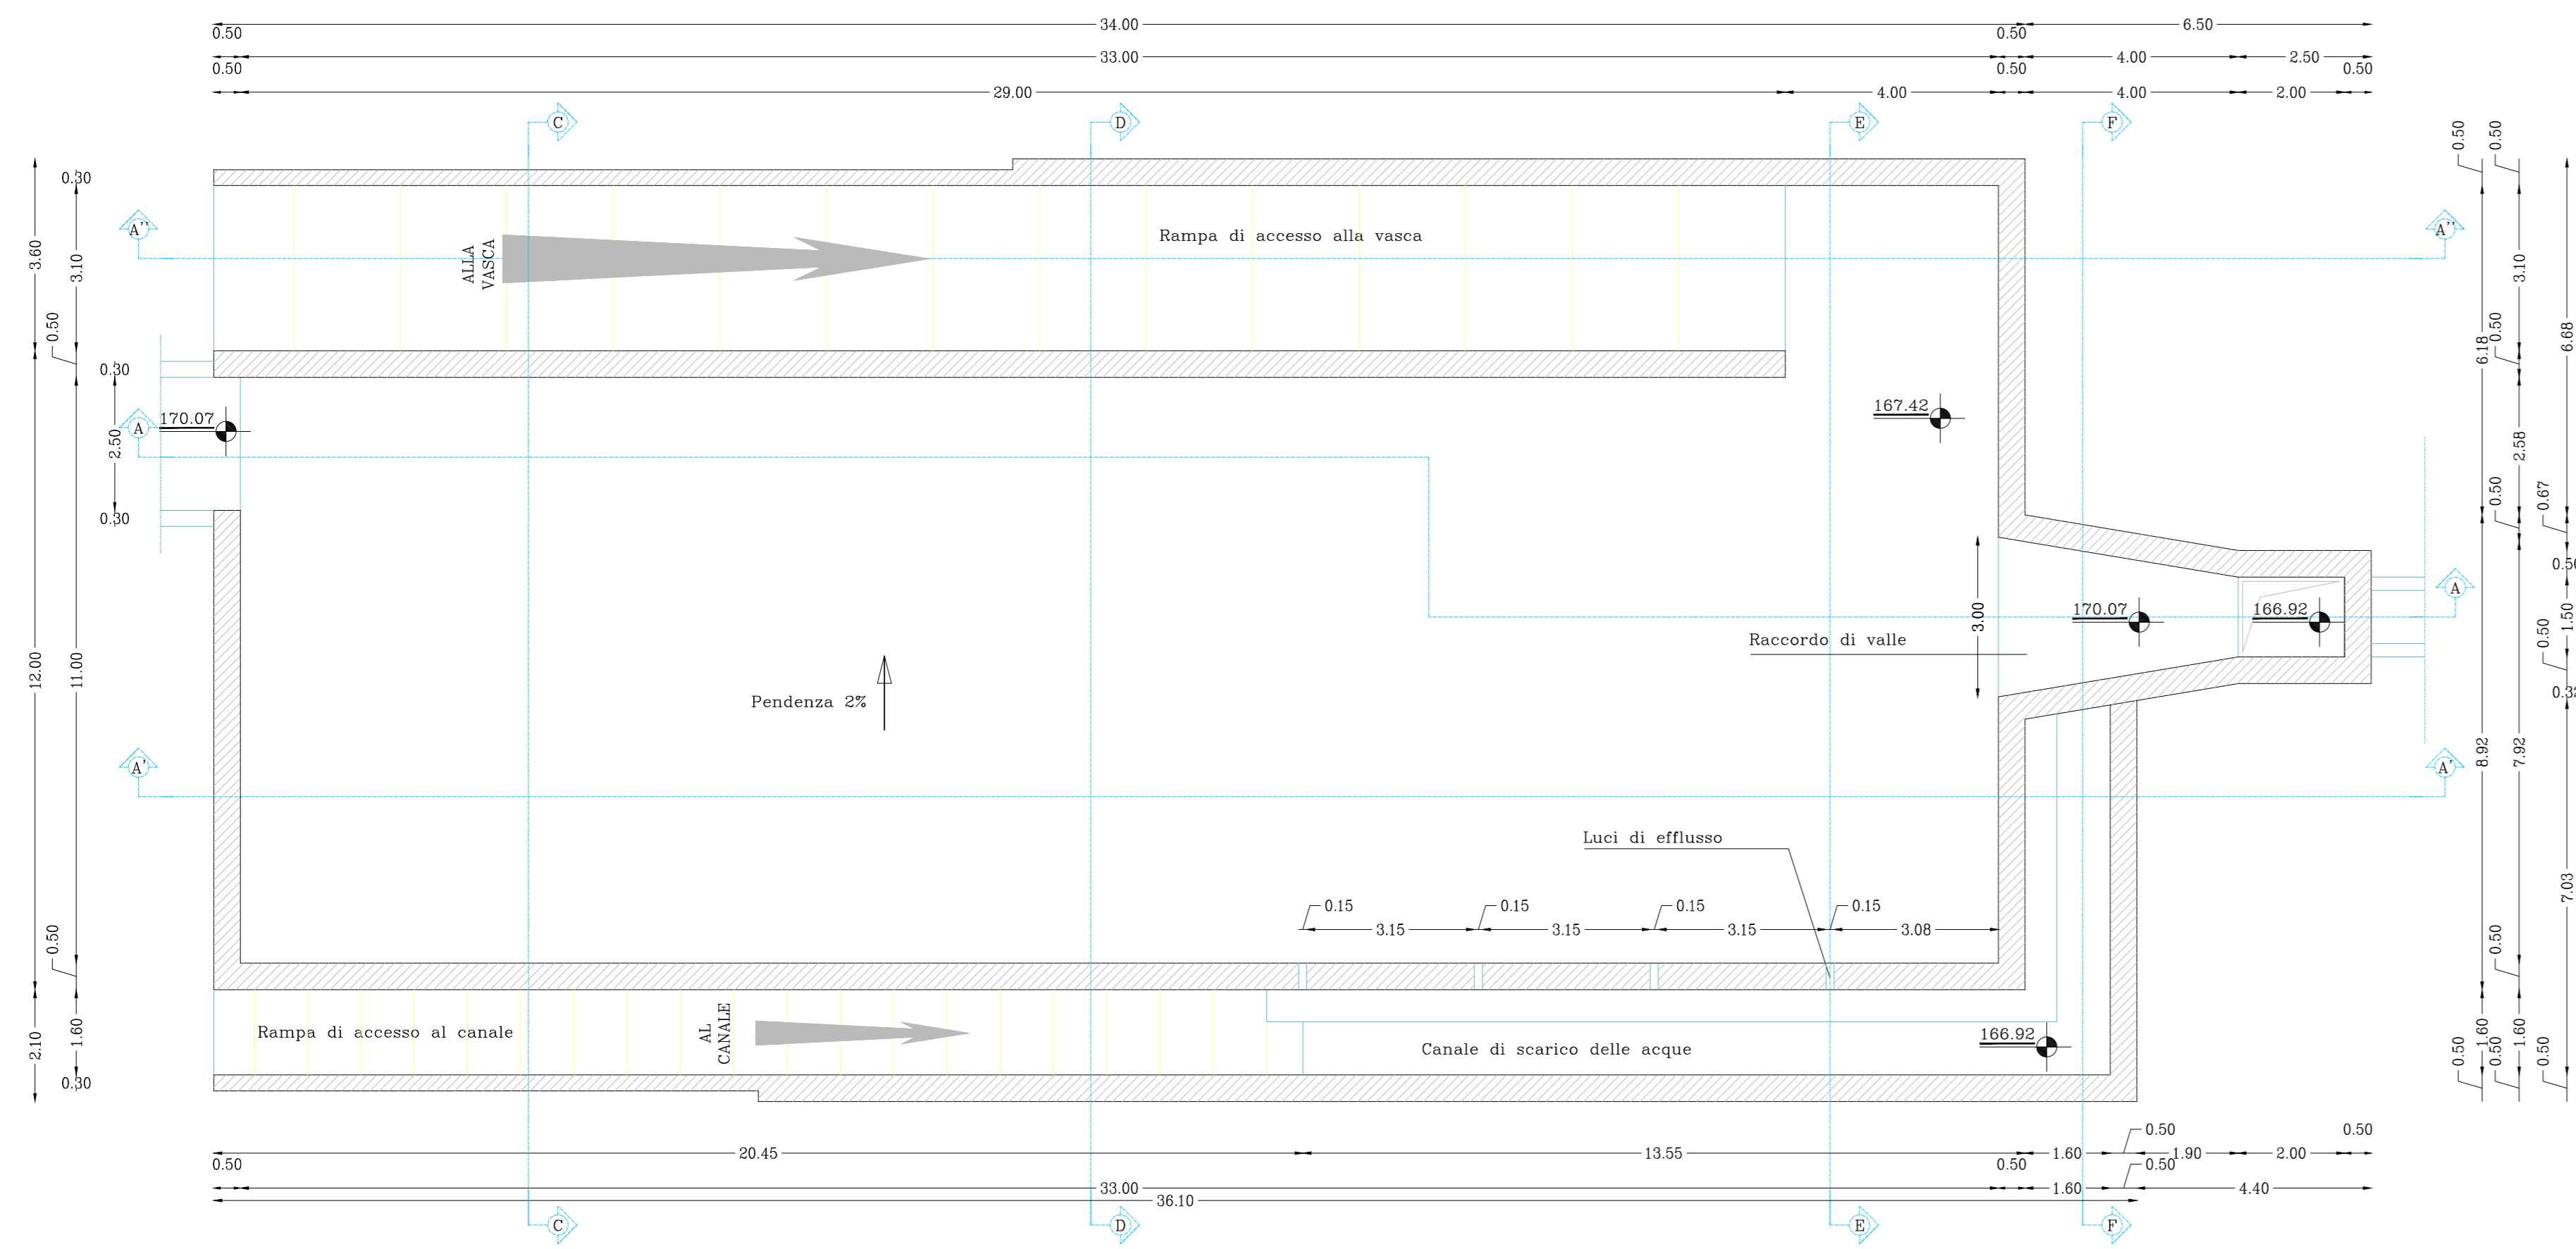 34.00 6.50
0.50 0.50
33.00 4.00 2.50
0.50 0.50 0.50
29.00 4.00 4.00 2.00
C D E F
0.50 0.50
0.30
A'' A''
3.60 3.10
ALLA
VASCA
Rampa di accesso alla vasca
3.10
0.50
0.50
6.18
6.68
0.30
170.07
A
2.50
167.42
2.58
0.50
0.67
0.30
A
170.07
166.92
3.00
Raccordo di valle
1.50
0.50
12.00 11.00
Pendenza 2%
A' A'
8.92 7.92
Luci di efflusso
7.03
0.15 0.15 0.15 0.15
3.15 3.15 3.15 3.08
0.50
0.50
Rampa di accesso al canale
AL
CANALE
166.92
Canale di scarico delle acque
2.10 1.60
1.60 1.60
0.30
0.50 0.50 0.50
0.50 0.50
20.45 13.55 1.60 1.90 2.00
0.50 0.50 0.50
33.00 1.60 4.40
36.10
C D E F